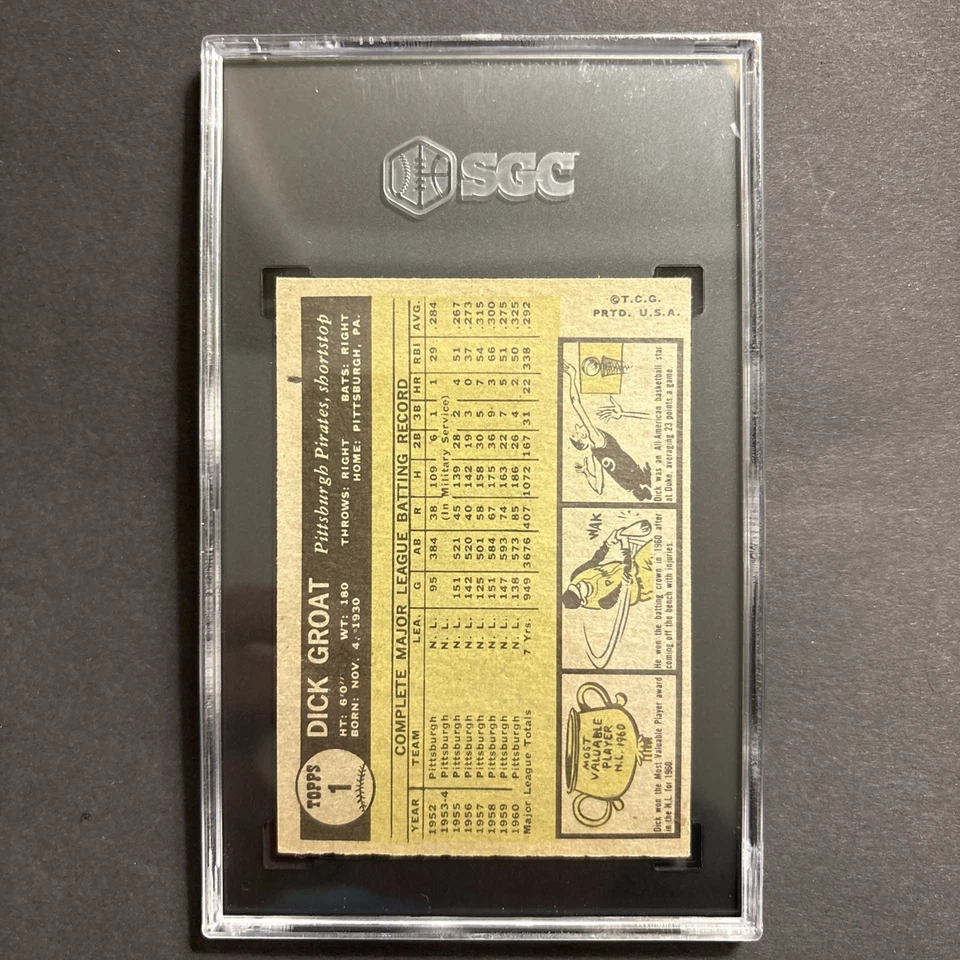 SGC
TOPPS
1
DICK GROAT Pittsburgh Pirates, shortstop
HT: 6'0" WT: 180 THROWS: RIGHT BATS: RIGHT
BORN: NOV. 4, 1930 HOME: PITTSBURGH, PA.
COMPLETE MAJOR LEAGUE BATTING RECORD
YEAR TEAM LEA. G AB R H 2B 3B HR RBI AVG.
1952 Pittsburgh N. L. 95 384 38 109 6 1 1 29 .284
1953-4 Pittsburgh (In Military Service)
1955 Pittsburgh N. L. 151 521 45 139 28 2 4 51 .267
1956 Pittsburgh N. L. 142 520 40 142 19 3 0 37 .273
1957 Pittsburgh N. L. 125 501 58 158 30 5 7 54 .315
1958 Pittsburgh N. L. 151 584 67 175 36 9 3 66 .300
1959 Pittsburgh N. L. 147 593 74 163 22 7 5 51 .275
1960 Pittsburgh N. L. 138 573 85 186 26 4 2 50 .325
Major League Totals 7 Yrs. 949 3676 407 1072 167 31 22 338 .292
MOST
VALUABLE
PLAYER
N.L. 1960
Dick won the Most Valuable Player award
in the N.L. for 1960.
WAK
P
He won the batting crown in 1960 after
coming off the bench with injuries.
9
Dick was an All-American basketball star
at Duke, averaging 23 points a game.
©T.C.G.
PRTD. U.S.A.